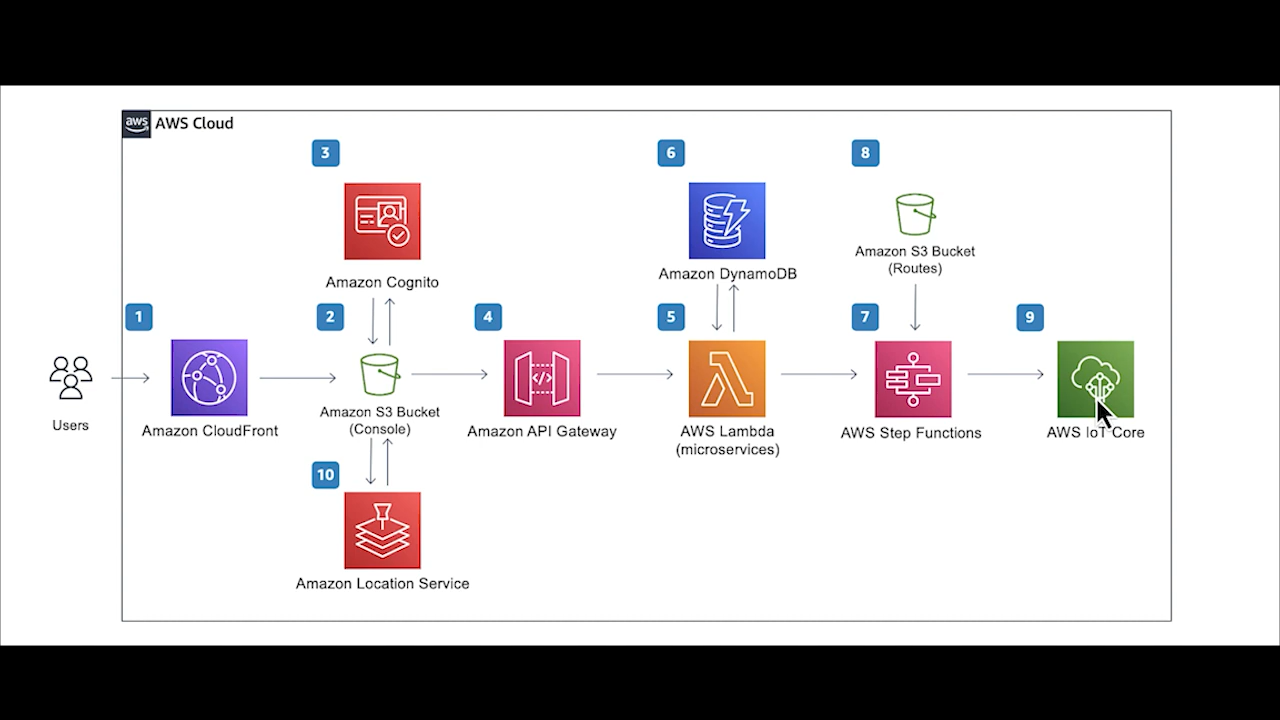 aws
AWS Cloud
3
6
8
Amazon Cognito
Amazon DynamoDB
Amazon S3 Bucket
(Routes)
1
2
4
5
7
9
Users
Amazon CloudFront
Amazon S3 Bucket
(Console)
Amazon API Gateway
AWS Lambda
(microservices)
AWS Step Functions
AWS IoT Core
10
Amazon Location Service